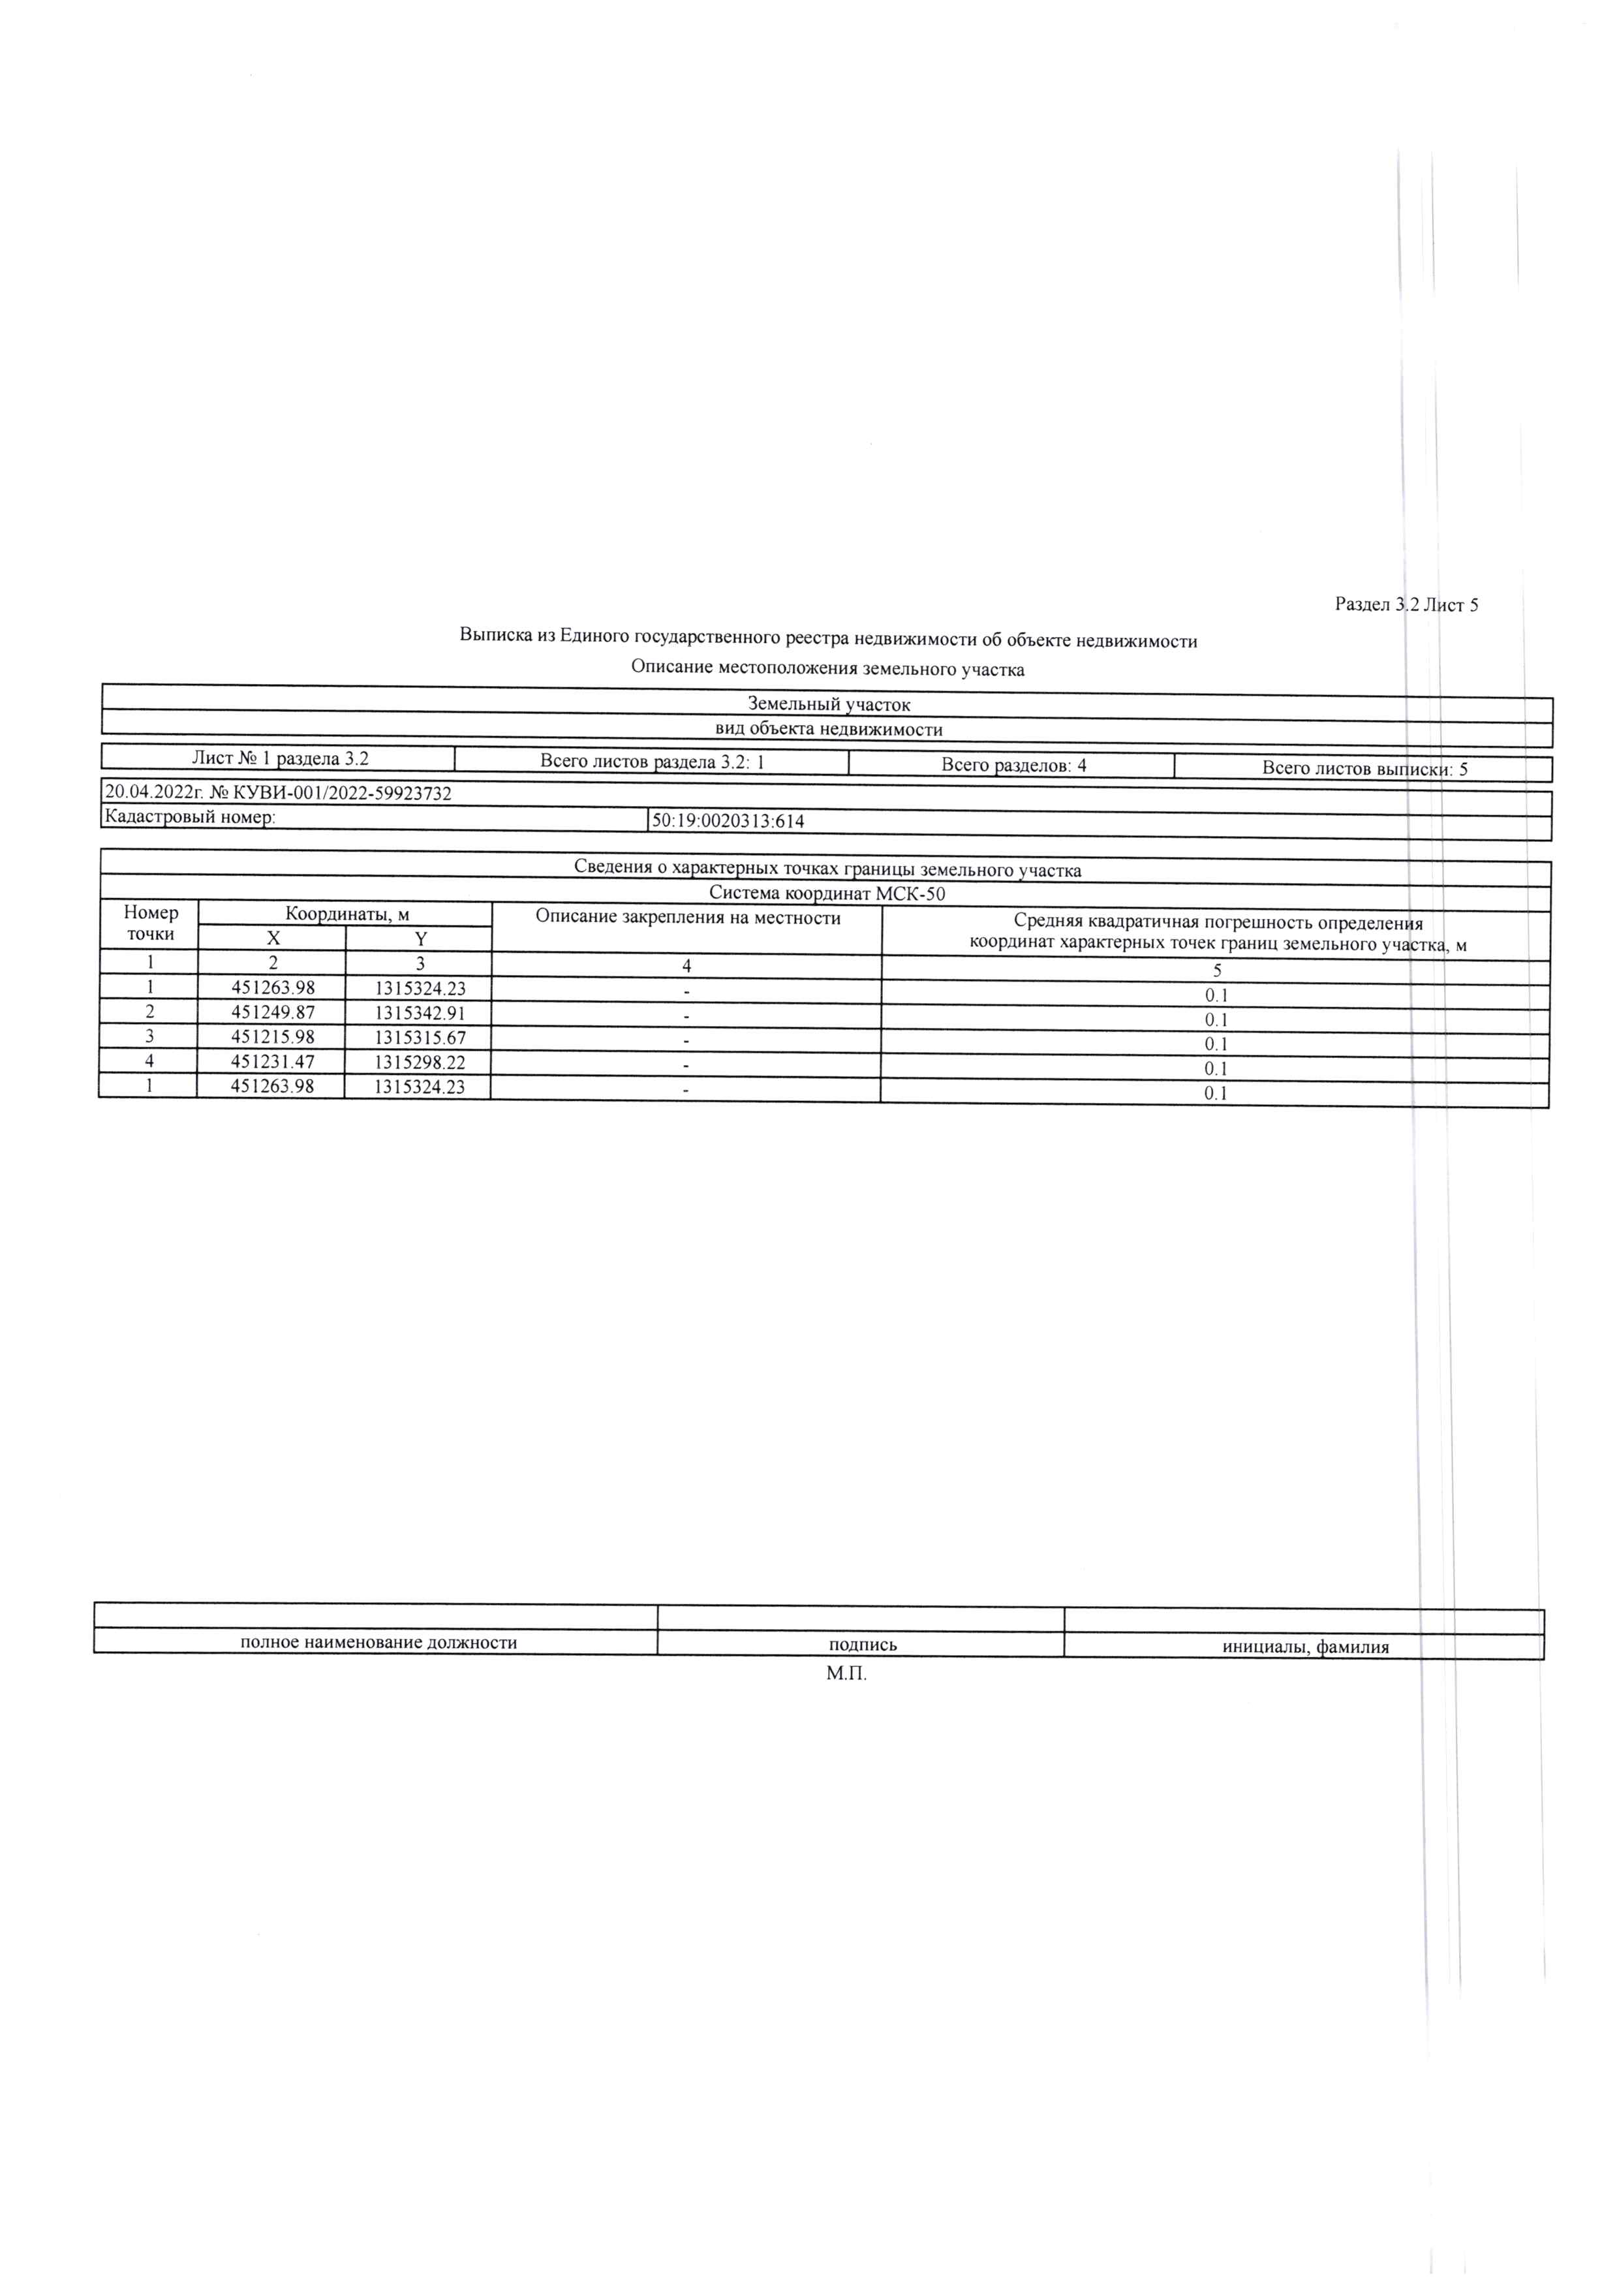 Раздел 3.2 Лист 5
Выписка из Единого государственного реестра недвижимости об объекте недвижимости
Описание местоположения земельного участка
Земельный участок
вид объекта недвижимости
Лист № 1 раздела 3.2 Всего листов раздела 3.2: 1 Всего разделов: 4 Всего листов выписки: 5
20.04.2022г. № КУВИ-001/2022-59923732
Кадастровый номер: 50:19:0020313:614
Сведения о характерных точках границы земельного участка
Система координат МСК-50
Номер точки Координаты, м Описание закрепления на местности Средняя квадратичная погрешность определения координат характерных точек границ земельного участка, м
X Y
1 2 3 4 5
1 451263.98 1315324.23 - 0.1
2 451249.87 1315342.91 - 0.1
3 451215.98 1315315.67 - 0.1
4 451231.47 1315298.22 - 0.1
1 451263.98 1315324.23 - 0.1
полное наименование должности подпись инициалы, фамилия
М.П.